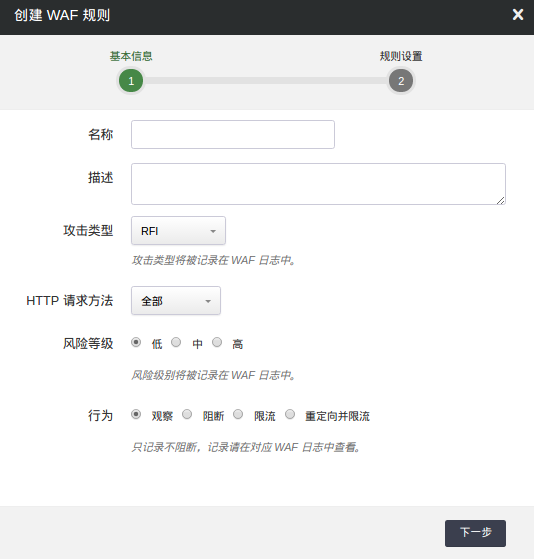 创建 WAF 规则
基本信息 规则设置
1 2
名称
描述
攻击类型 RFI
攻击类型将被记录在 WAF 日志中。
HTTP 请求方法 全部
风险等级 低 中 高
风险级别将被记录在 WAF 日志中。
行为 观察 阻断 限流 重定向并限流
只记录不阻断，记录请在对应 WAF 日志中查看。
下一步